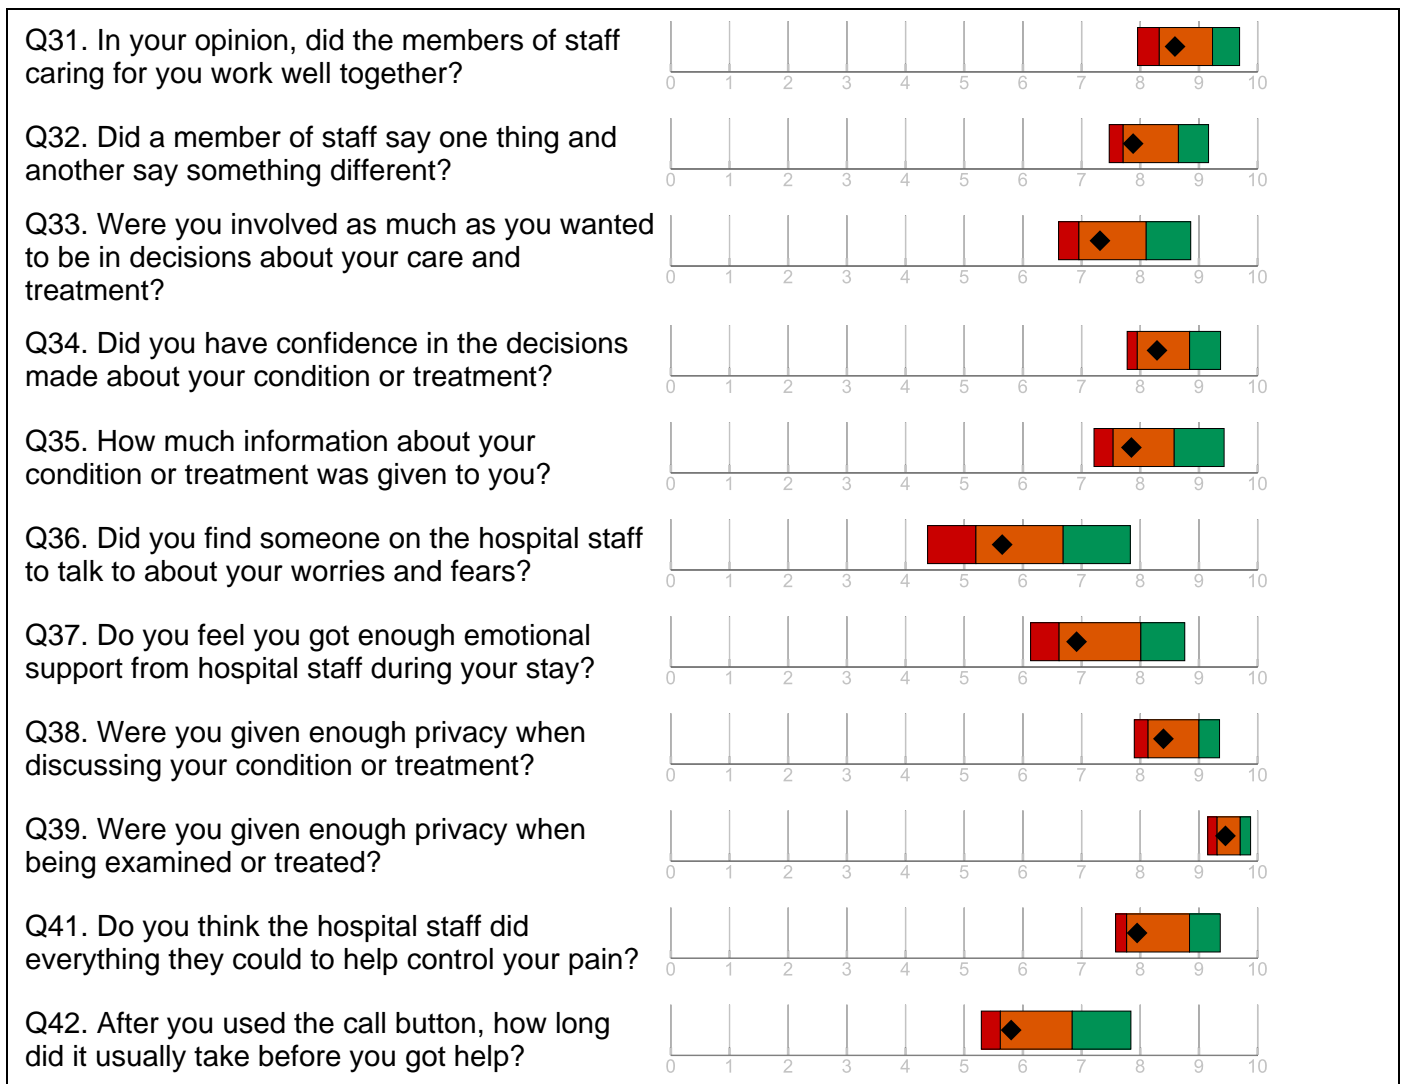 Q31. In your opinion, did the members of staff
caring for you work well together?
0 1 2 3 4 5 6 7 8 9 10
Q32. Did a member of staff say one thing and
another say something different?
0 1 2 3 4 5 6 7 8 9 10
Q33. Were you involved as much as you wanted
to be in decisions about your care and
treatment?
0 1 2 3 4 5 6 7 8 9 10
Q34. Did you have confidence in the decisions
made about your condition or treatment?
0 1 2 3 4 5 6 7 8 9 10
Q35. How much information about your
condition or treatment was given to you?
0 1 2 3 4 5 6 7 8 9 10
Q36. Did you find someone on the hospital staff
to talk to about your worries and fears?
0 1 2 3 4 5 6 7 8 9 10
Q37. Do you feel you got enough emotional
support from hospital staff during your stay?
0 1 2 3 4 5 6 7 8 9 10
Q38. Were you given enough privacy when
discussing your condition or treatment?
0 1 2 3 4 5 6 7 8 9 10
Q39. Were you given enough privacy when
being examined or treated?
0 1 2 3 4 5 6 7 8 9 10
Q41. Do you think the hospital staff did
everything they could to help control your pain?
0 1 2 3 4 5 6 7 8 9 10
Q42. After you used the call button, how long
did it usually take before you got help?
0 1 2 3 4 5 6 7 8 9 10